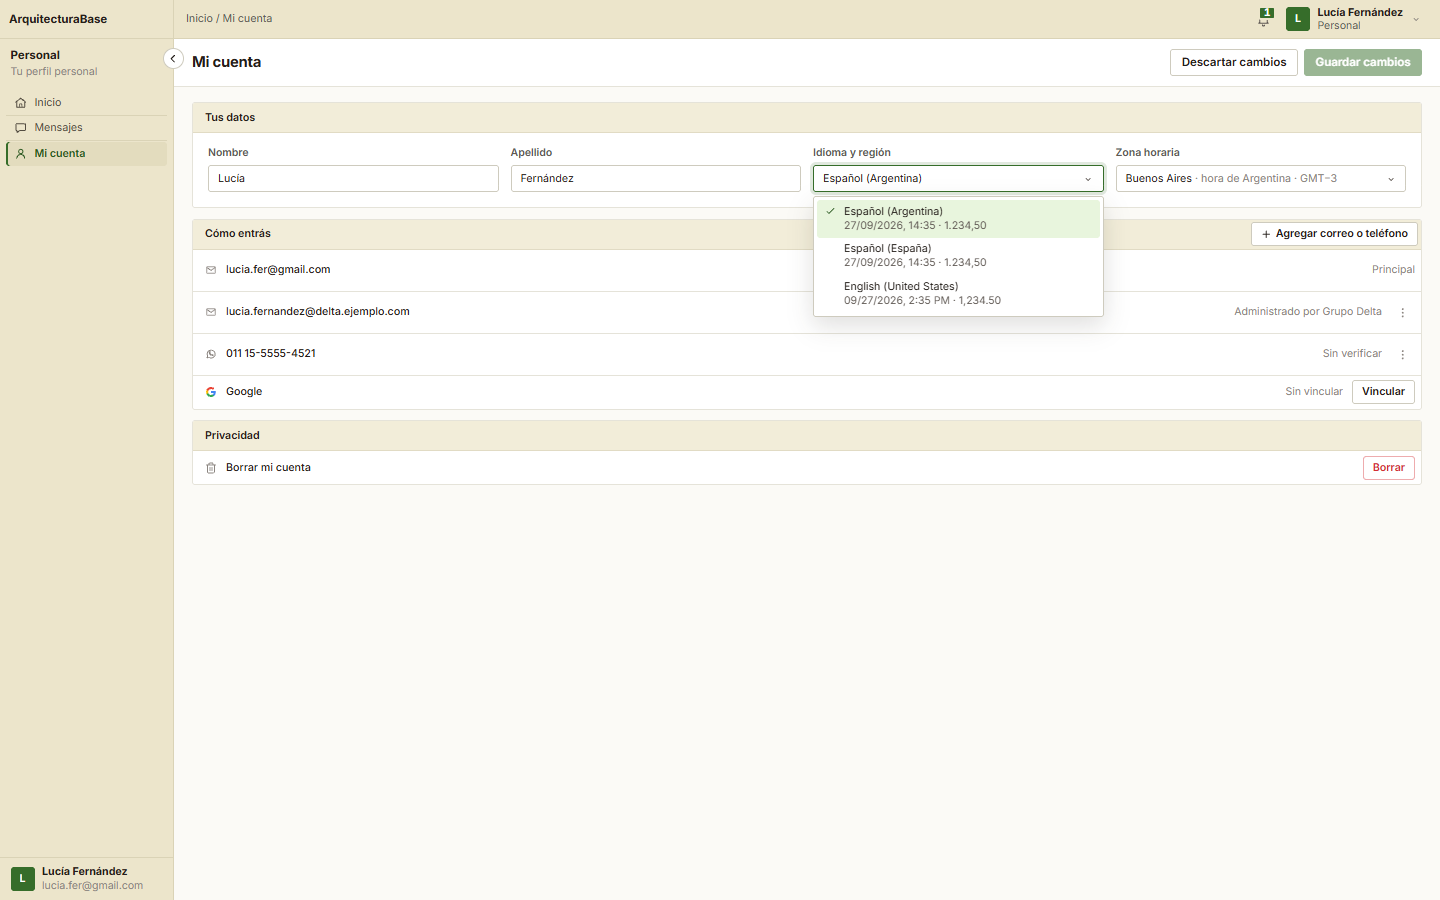 ArquitecturaBase
Inicio / Mi cuenta
1
L
Lucía Fernández
Personal
Personal
Tu perfil personal
Inicio
Mensajes
Mi cuenta
Mi cuenta
Descartar cambios
Guardar cambios
Tus datos
Nombre
Apellido
Idioma y región
Zona horaria
Lucía
Fernández
Español (Argentina)
Buenos Aires · hora de Argentina · GMT−3
Español (Argentina)
27/09/2026, 14:35 · 1.234,50
Español (España)
27/09/2026, 14:35 · 1.234,50
English (United States)
09/27/2026, 2:35 PM · 1,234.50
Cómo entrás
Agregar correo o teléfono
lucia.fer@gmail.com
Principal
lucia.fernandez@delta.ejemplo.com
Administrado por Grupo Delta
011 15-5555-4521
Sin verificar
Google
Sin vincular
Vincular
Privacidad
Borrar mi cuenta
Borrar
L
Lucía Fernández
lucia.fer@gmail.com